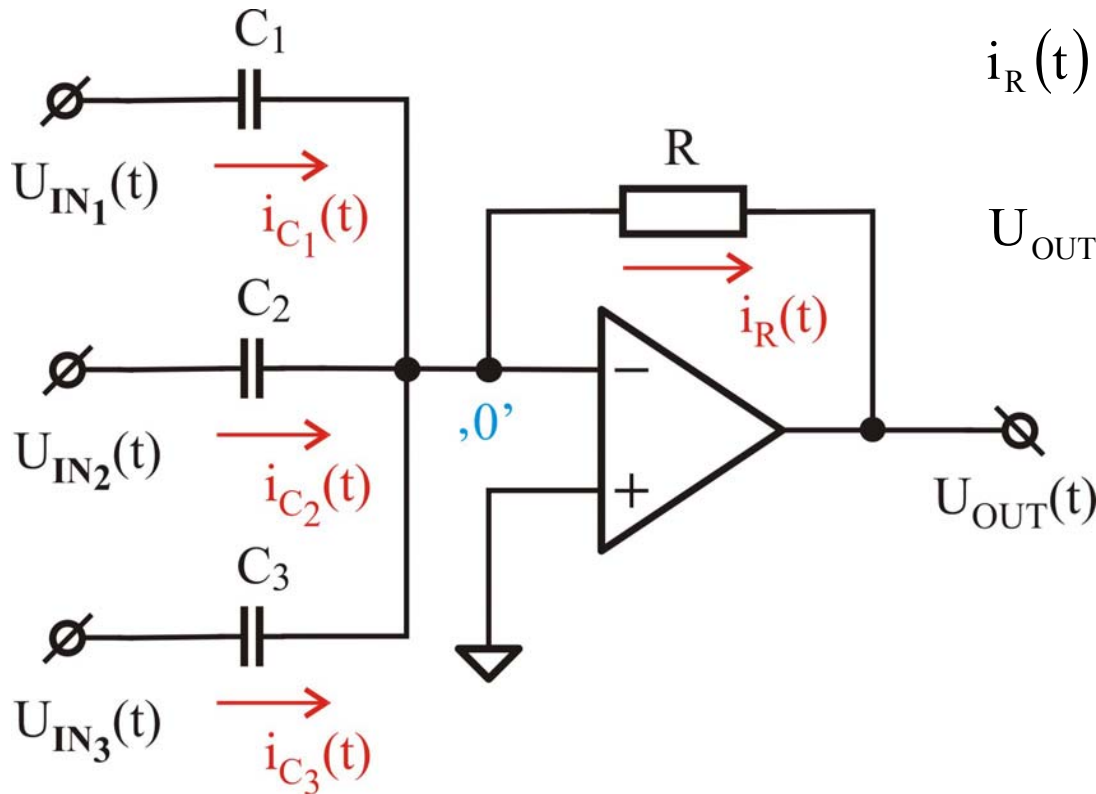 C₁
i_R(t)
U_IN₁(t)
i_C₁(t)
R
U_OUT
i_R(t)
C₂
−
‚0’
U_IN₂(t)
i_C₂(t)
+
U_OUT(t)
C₃
U_IN₃(t)
i_C₃(t)